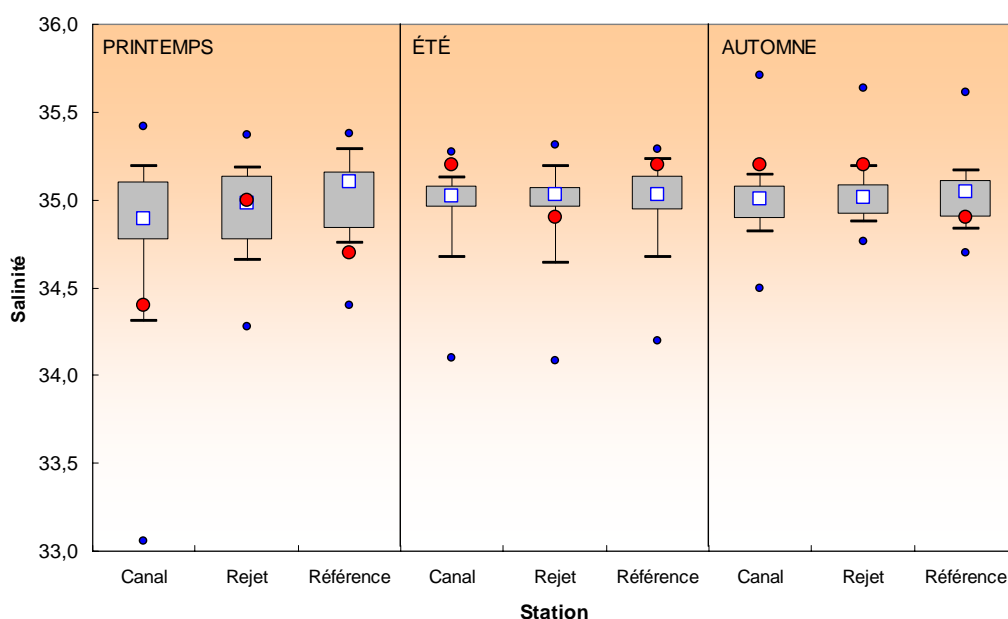 36,0
35,5
35,0
34,5
34,0
33,5
33,0
Salinité
PRINTEMPS
ÉTÉ
AUTOMNE
Canal Rejet Référence Canal Rejet Référence Canal Rejet Référence
Station